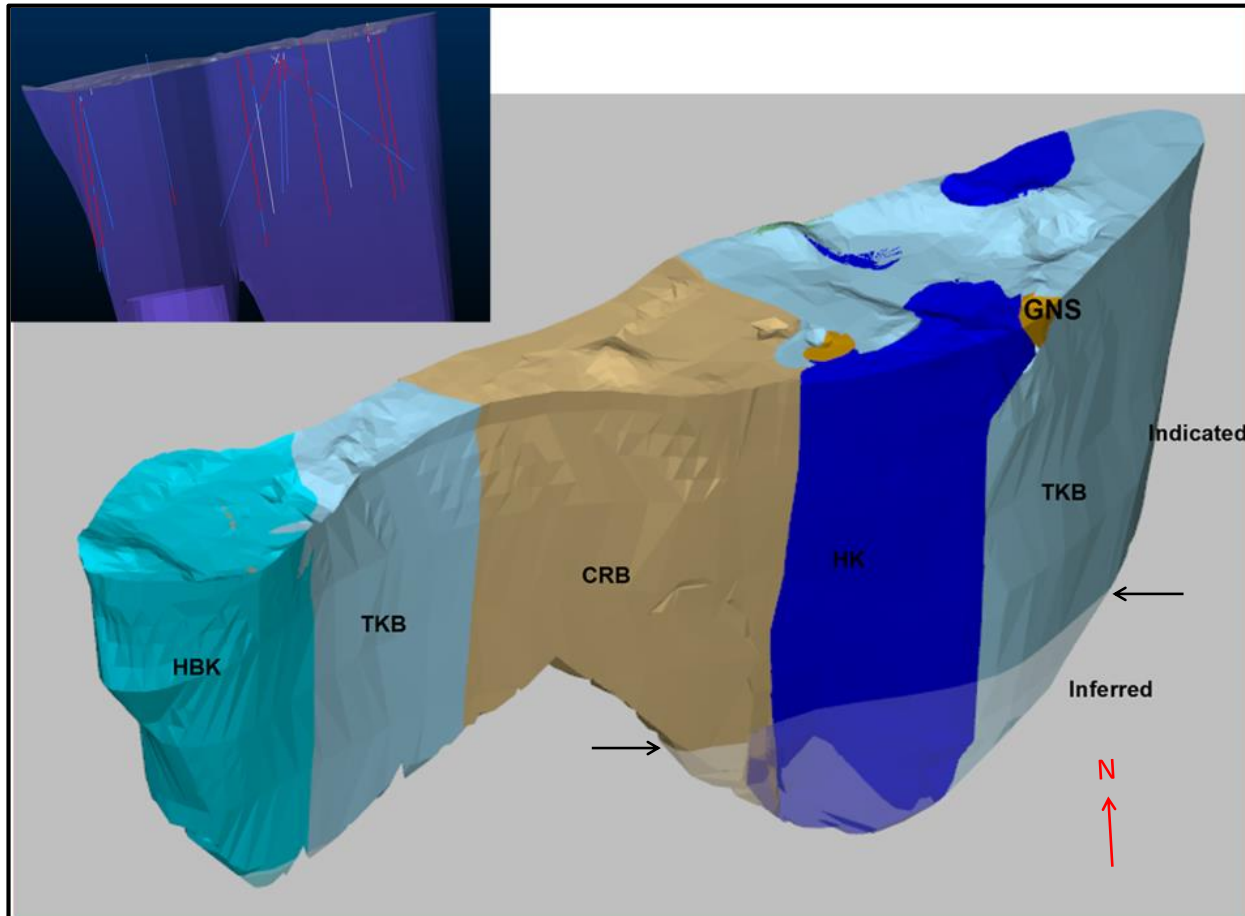 GNS
Indicated
TKB
HK
CRB
TKB
HBK
Inferred
N